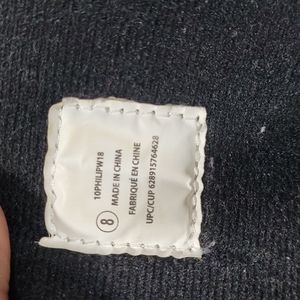 10PHILIPW18
8
MADE IN CHINA
FABRIQUÉ EN CHINE
UPC/CUP 628915764628